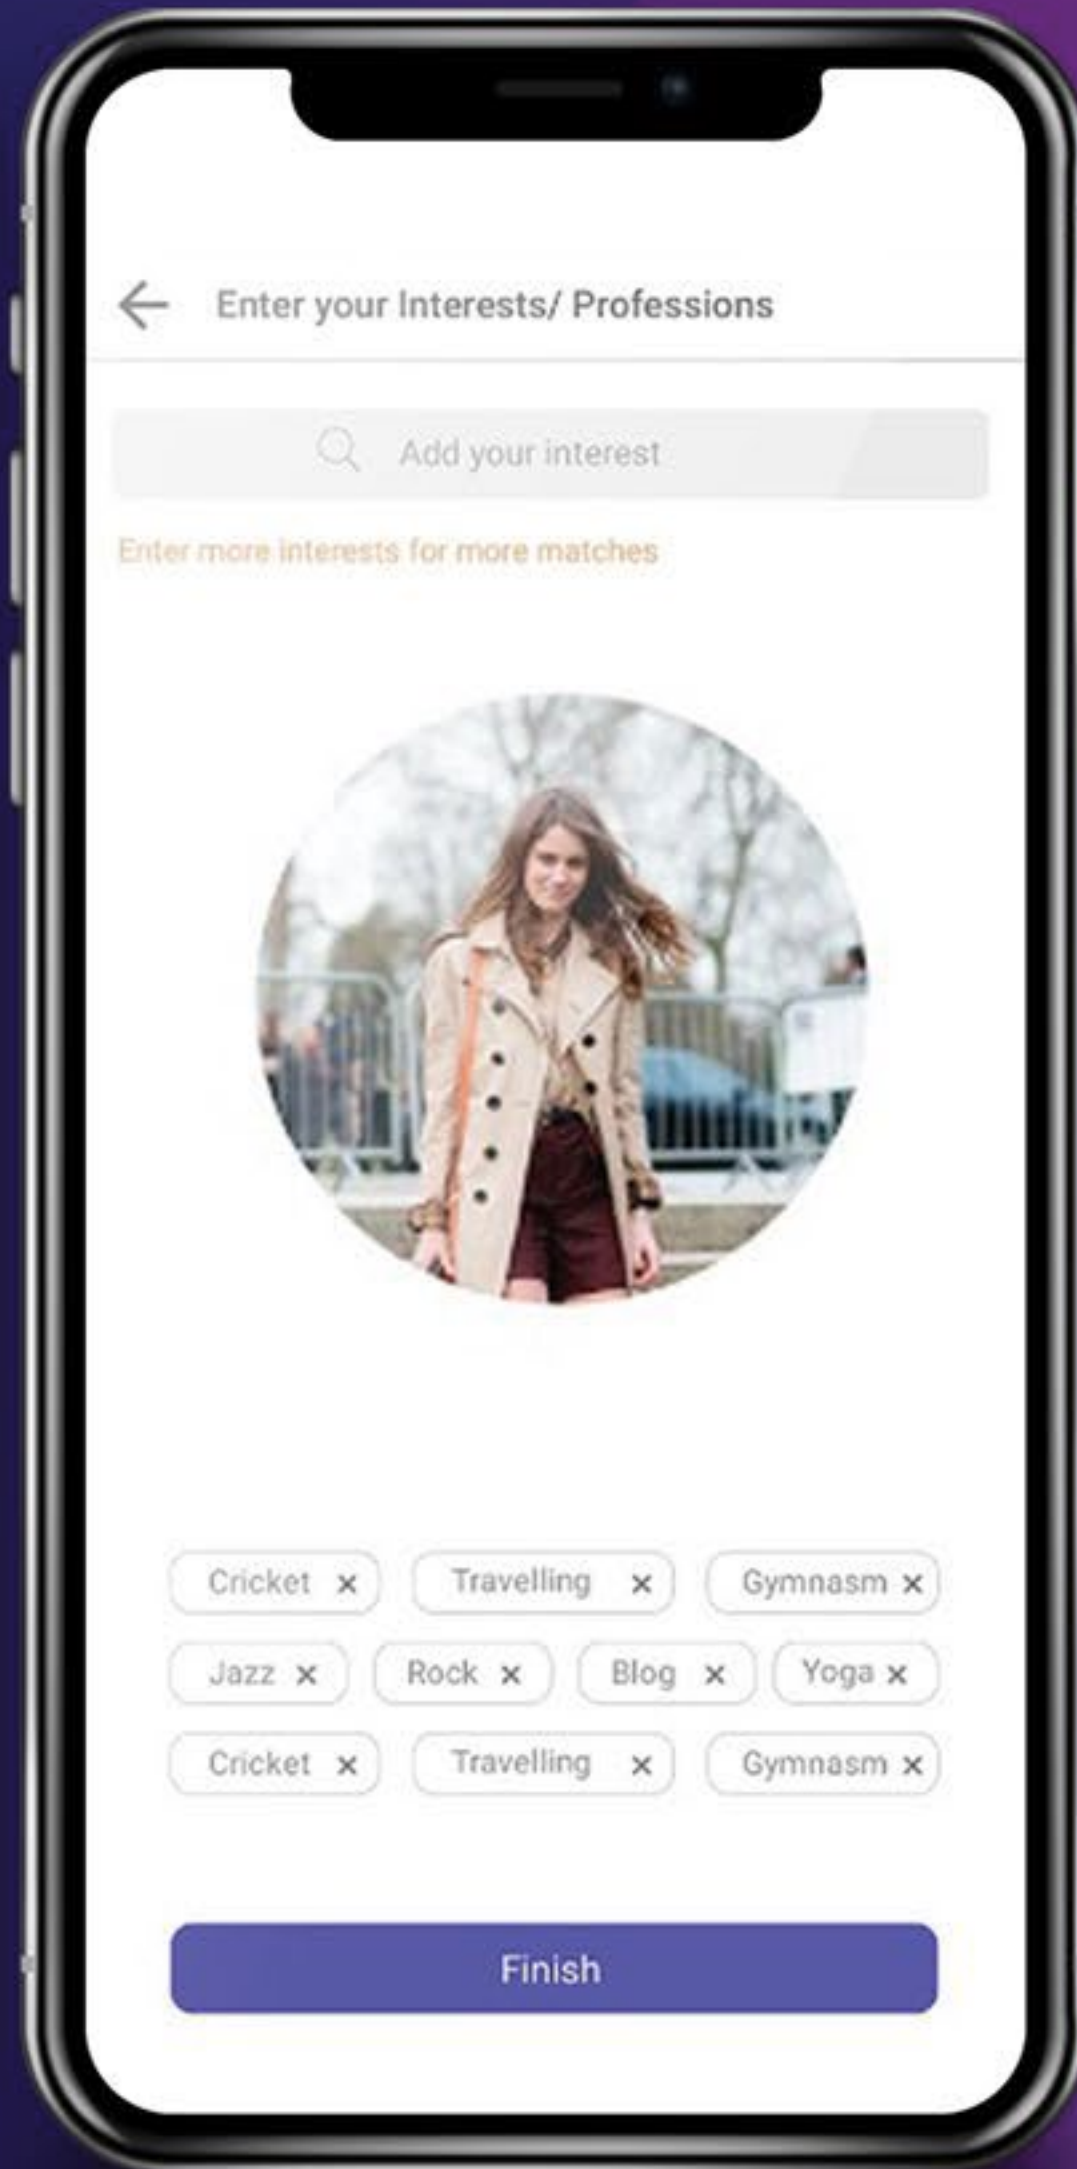 Enter your Interests/ Professions
Add your interest
Enter more interests for more matches
Cricket × Travelling × Gymnasm ×
Jazz × Rock × Blog × Yoga ×
Cricket × Travelling × Gymnasm ×
Finish